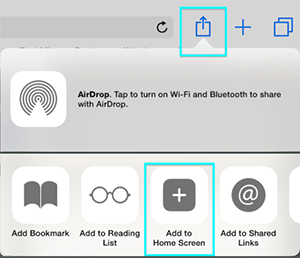 AirDrop. Tap to turn on Wi-Fi and Bluetooth to share
with AirDrop.
Add Bookmark
Add to Reading
List
Add to
Home Screen
Add to Shared
Links